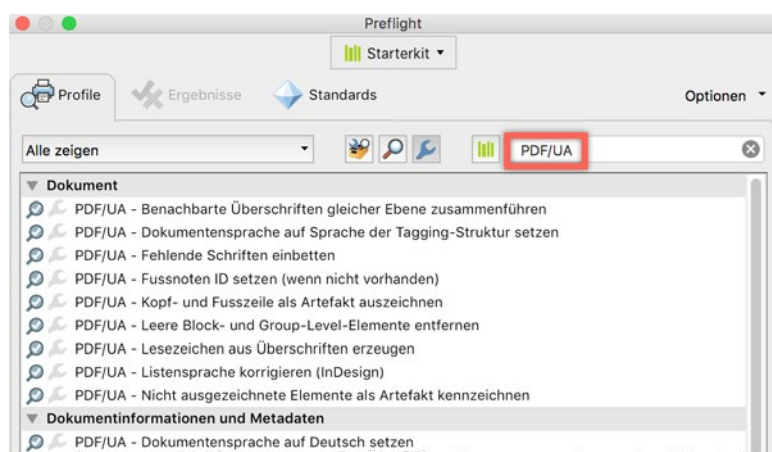 Preflight
Starterkit
Profile
Ergebnisse
Standards
Optionen
Alle zeigen
PDF/UA
Dokument
PDF/UA - Benachbarte Überschriften gleicher Ebene zusammenführen
PDF/UA - Dokumentensprache auf Sprache der Tagging-Struktur setzen
PDF/UA - Fehlende Schriften einbetten
PDF/UA - Fussnoten ID setzen (wenn nicht vorhanden)
PDF/UA - Kopf- und Fusszeile als Artefakt auszeichnen
PDF/UA - Leere Block- und Group-Level-Elemente entfernen
PDF/UA - Lesezeichen aus Überschriften erzeugen
PDF/UA - Listensprache korrigieren (InDesign)
PDF/UA - Nicht ausgezeichnete Elemente als Artefakt kennzeichnen
Dokumentinformationen und Metadaten
PDF/UA - Dokumentensprache auf Deutsch setzen